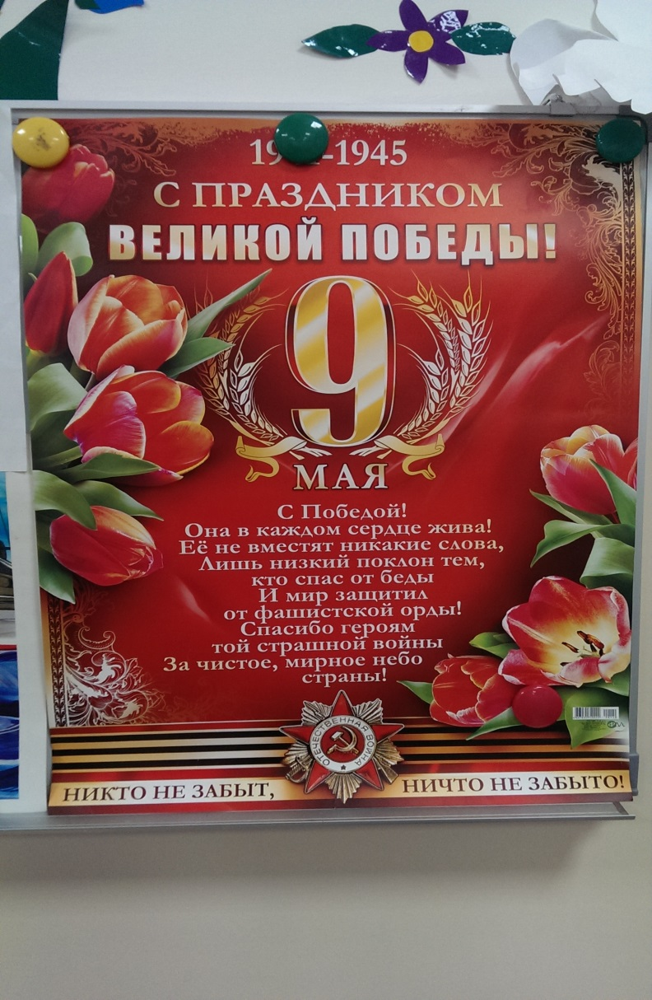 -1945
С ПРАЗДНИКОМ
ВЕЛИКОЙ ПОБЕДЫ!
9
МАЯ
С Победой!
Она в каждом сердце жива!
Её не вместят никакие слова,
Лишь низкий поклон тем,
кто спас от беды
И мир защитил
от фашистской орды!
Спасибо героям
той страшной войны
За чистое, мирное небо
страны!
ОТЕЧЕСТВЕННАЯ ВОЙНА
НИКТО НЕ ЗАБЫТ, НИЧТО НЕ ЗАБЫТО!